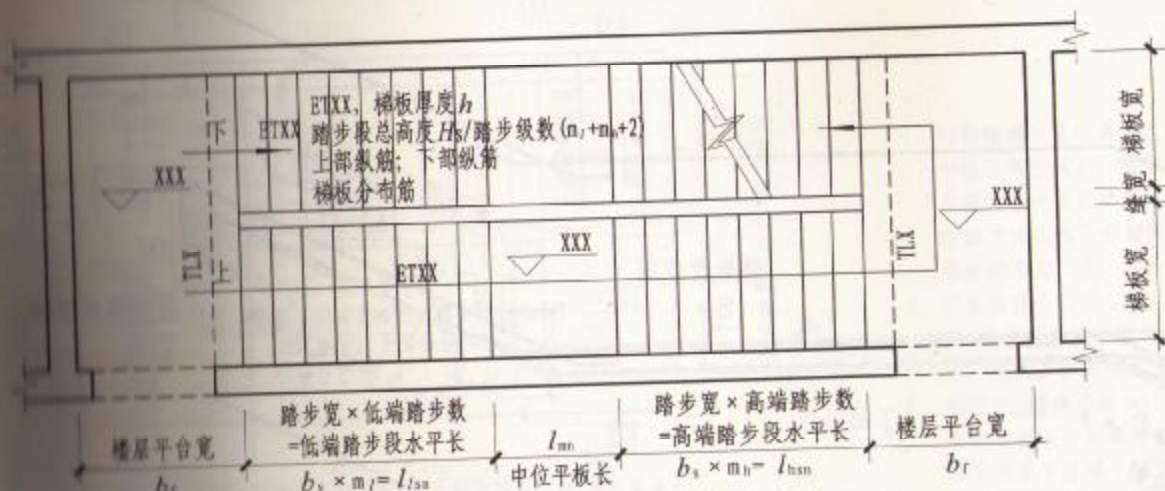 ETXX, 梯板厚度h
踏步段总高度Hs/踏步级数(ml+mh+2)
上部纵筋; 下部纵筋
梯板分布筋
下
ETXX
XXX
XXX
XXX
TLX
上
ETXX
TLX
梯板宽
缝宽
梯板宽
踏步宽×低端踏步数
=低端踏步段水平长
踏步宽×高端踏步数
=高端踏步段水平长
楼层平台宽
lmn
楼层平台宽
bf
bs×ml=llsn
中位平板长
bs×mh=lhsn
bf